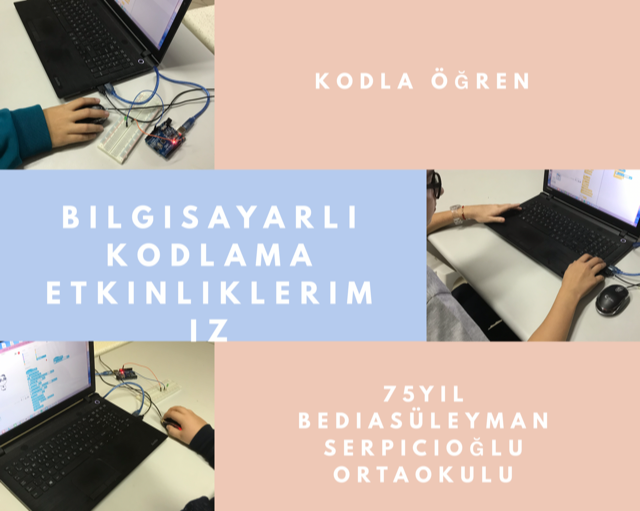 KODLA ÖĞREN
BILGISAYARLI
KODLAMA
ETKINLIKLERIM
IZ
75YIL
BEDIASÜLEYMAN
SERPICIOĞLU
ORTAOKULU